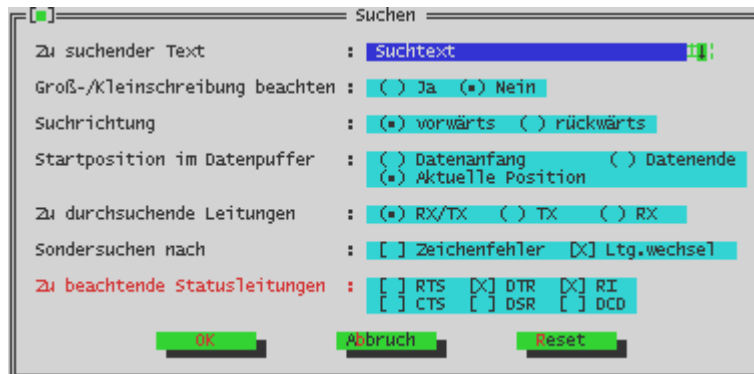 [■] Suchen
Zu suchender Text : Suchtext
Groß-/Kleinschreibung beachten : ( ) Ja (•) Nein
Suchrichtung : (•) vorwärts ( ) rückwärts
Startposition im Datenpuffer : ( ) Datenanfang ( ) Datenende
(•) Aktuelle Position
Zu durchsuchende Leitungen : (•) RX/TX ( ) TX ( ) RX
Sondersuchen nach : [ ] Zeichenfehler [X] Ltg.wechsel
Zu beachtende Statusleitungen : [ ] RTS [X] DTR [X] RI
[ ] CTS [ ] DSR [ ] DCD
OK Abbruch Reset